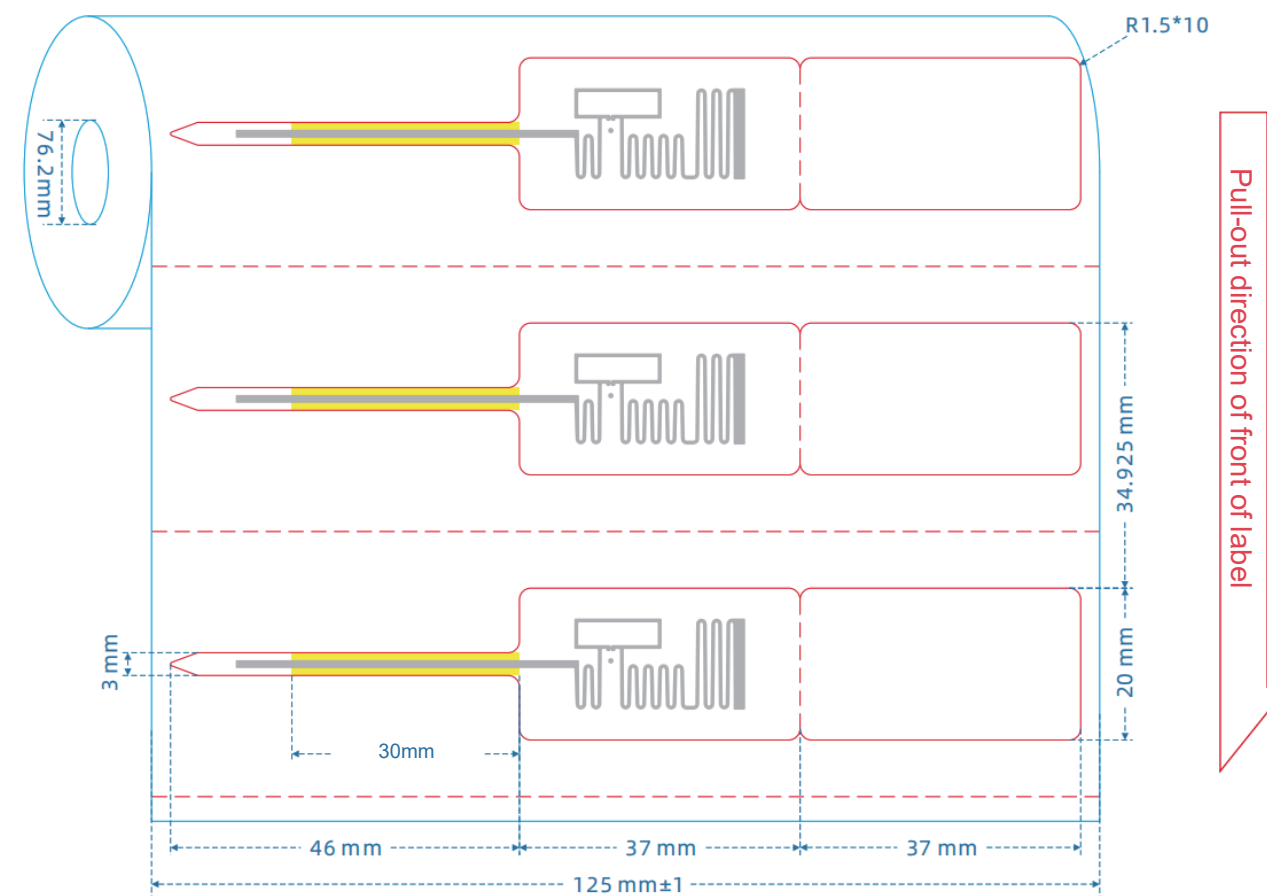 R1.5*10
76.2mm
Pull-out direction of front of label
34.925 mm
3 mm
20 mm
30mm
46 mm
37 mm
37 mm
125 mm±1